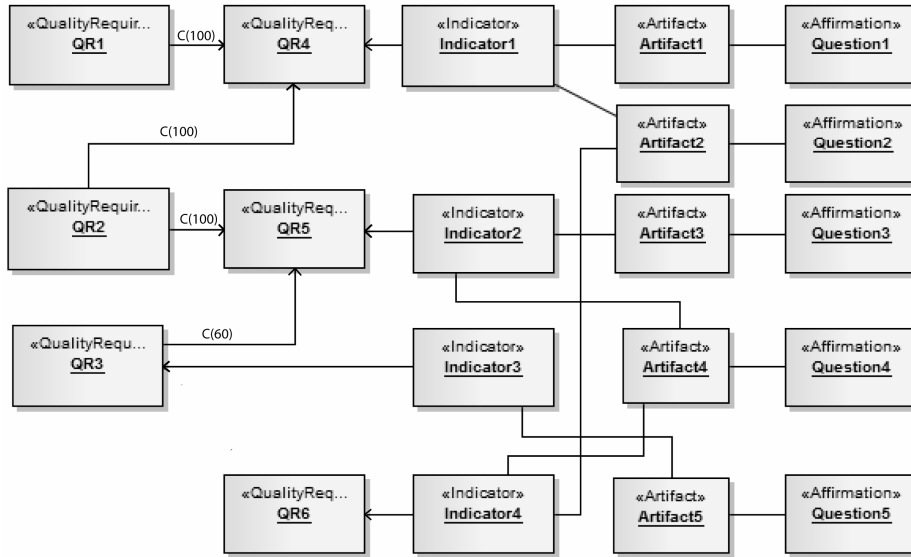 «QualityRequir...
QR1
C(100)
«QualityReq...
QR4
«Indicator»
Indicator1
«Artifact»
Artifact1
«Affirmation»
Question1
C(100)
«Artifact»
Artifact2
«Affirmation»
Question2
«QualityRequir...
QR2
C(100)
«QualityReq...
QR5
«Indicator»
Indicator2
«Artifact»
Artifact3
«Affirmation»
Question3
«QualityRequ...
QR3
C(60)
«Indicator»
Indicator3
«Artifact»
Artifact4
«Affirmation»
Question4
«QualityReq...
QR6
«Indicator»
Indicator4
«Artifact»
Artifact5
«Affirmation»
Question5